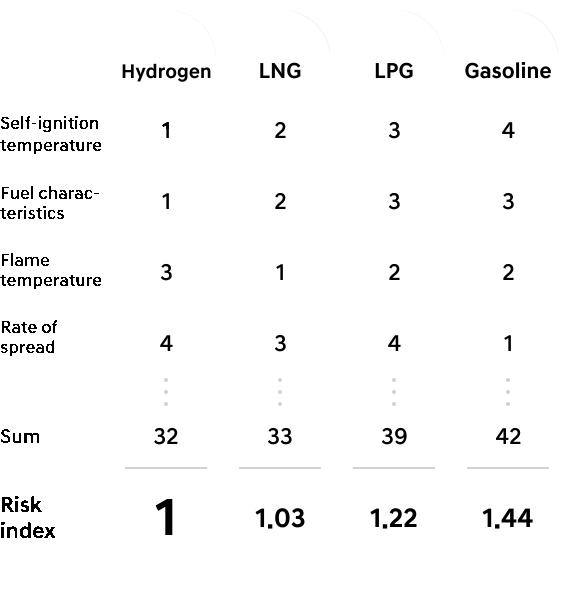 Hydrogen LNG LPG Gasoline
Self-ignition
temperature 1 2 3 4
Fuel charac-
teristics 1 2 3 3
Flame
temperature 3 1 2 2
Rate of
spread 4 3 4 1
Sum 32 33 39 42
Risk
index 1 1.03 1.22 1.44